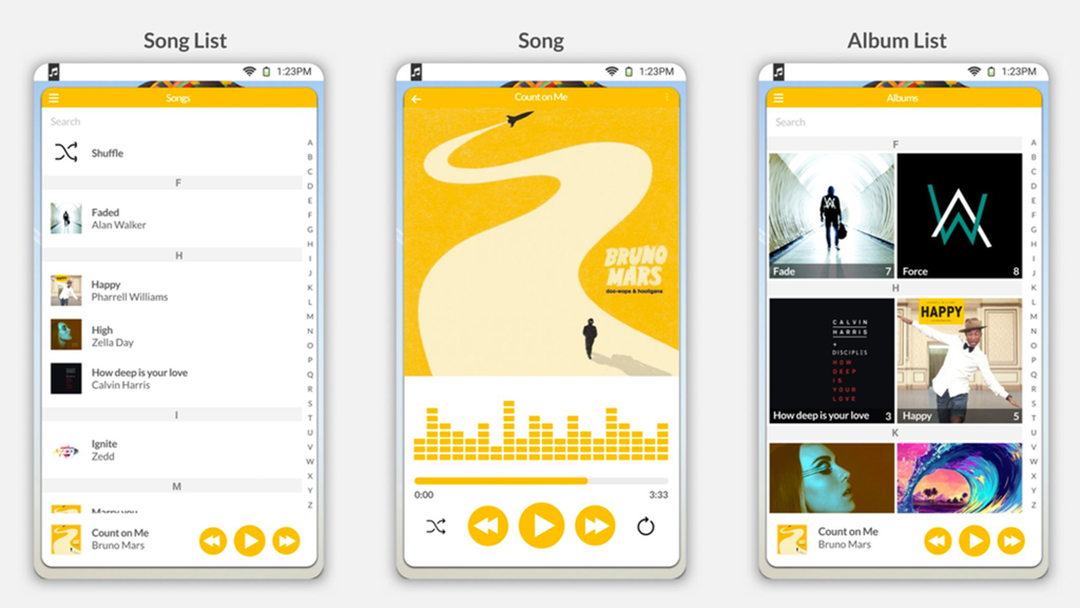 Song List
1:23PM
Songs
Search
Shuffle
F
Faded
Alan Walker
H
Happy
Pharrell Williams
High
Zella Day
How deep is your love
Calvin Harris
I
Ignite
Zedd
M
Marry you
Count on Me
Bruno Mars
A
B
C
D
E
F
G
H
I
J
K
L
M
N
O
P
Q
R
S
T
U
V
W
X
Y
Z
Song
1:23PM
Count on Me
BRUNO
MARS
doo-wops & hooligans
0:00
3:33
Album List
1:23PM
Albums
Search
F
Fade 7
Force 8
H
CALVIN
HARRIS
+
DISCIPLES
HOW
DEEP
IS
YOUR
LOVE
How deep is your love 3
HAPPY
Happy 5
K
Count on Me
Bruno Mars
A
B
C
D
E
F
G
H
I
J
K
L
M
N
O
P
Q
R
S
T
U
V
W
X
Y
Z